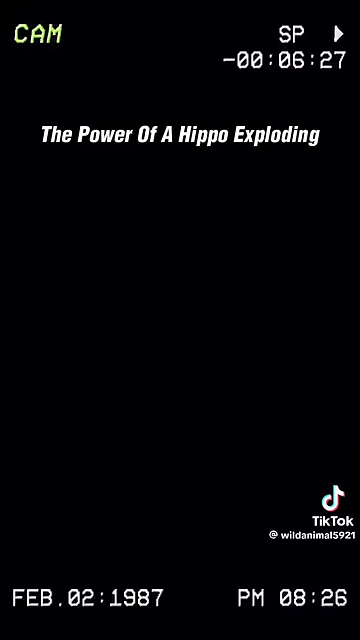 CAM
SP
-00:06:27
The Power Of A Hippo Exploding
TikTok
@ wildanimal5921
FEB.02:1987
PM 08:26